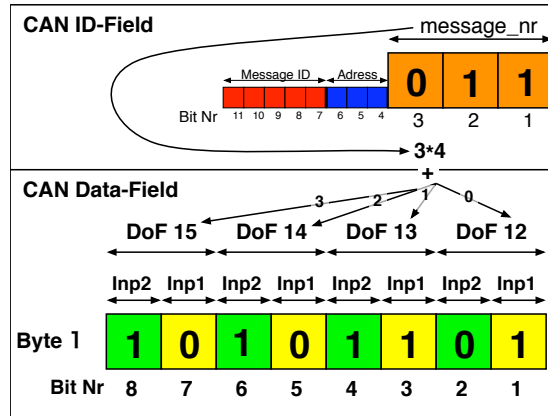 CAN ID-Field
message_nr
Message ID Adress
0 1 1
Bit Nr 11 10 9 8 7 6 5 4 3 2 1
3*4
+
CAN Data-Field
3 2 1 0
DoF 15 DoF 14 DoF 13 DoF 12
Inp2 Inp1 Inp2 Inp1 Inp2 Inp1 Inp2 Inp1
Byte 1 1 0 1 0 1 1 0 1
Bit Nr 8 7 6 5 4 3 2 1